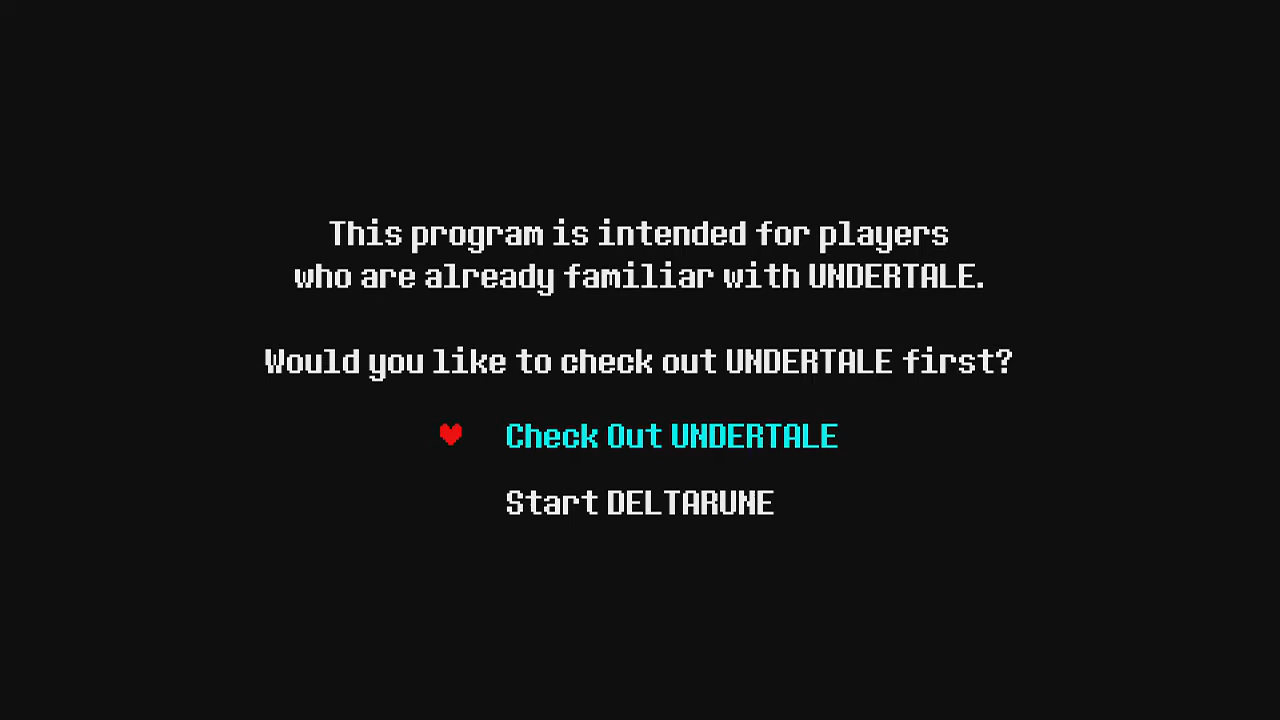 This program is intended for players
who are already familiar with UNDERTALE.
Would you like to check out UNDERTALE first?
Check Out UNDERTALE
Start DELTARUNE